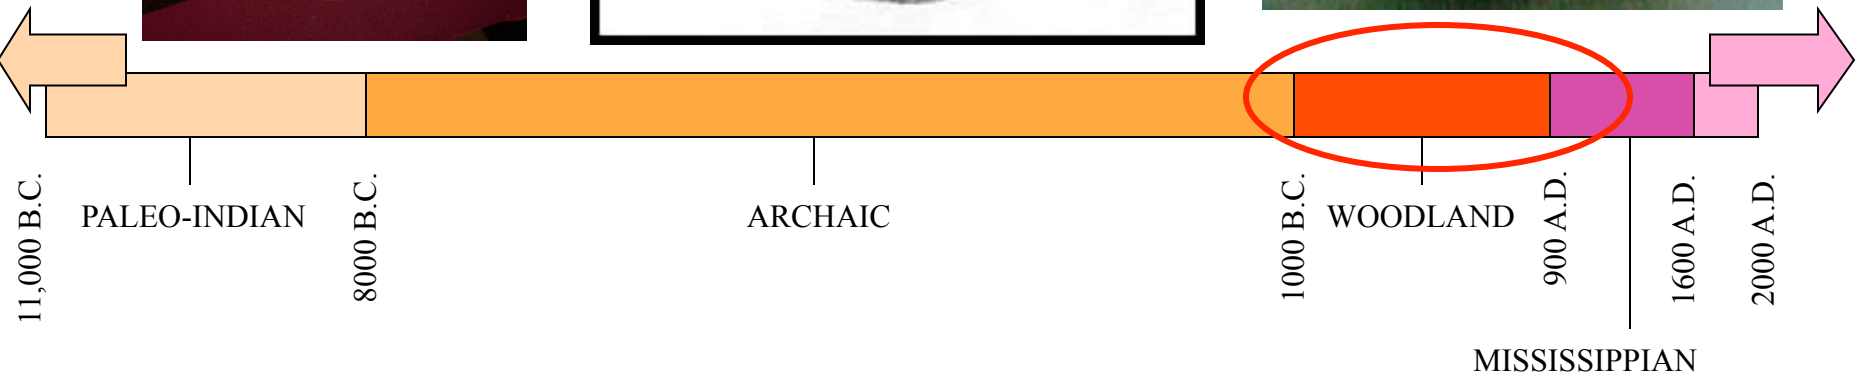 11,000 B.C.
PALEO-INDIAN
8000 B.C.
ARCHAIC
1000 B.C.
WOODLAND
900 A.D.
1600 A.D.
2000 A.D.
MISSISSIPPIAN